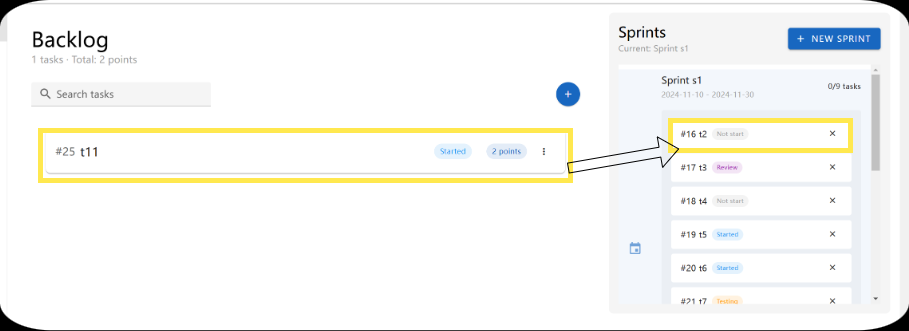 Backlog
1 tasks · Total: 2 points
Search tasks
+
#25 t11 Started 2 points
Sprints
Current: Sprint s1
+ NEW SPRINT
Sprint s1
2024-11-10 - 2024-11-30
0/9 tasks
#16 t2 Not start ×
#17 t3 Review ×
#18 t4 Not start ×
#19 t5 Started ×
#20 t6 Started ×
#21 t7 Testing ×